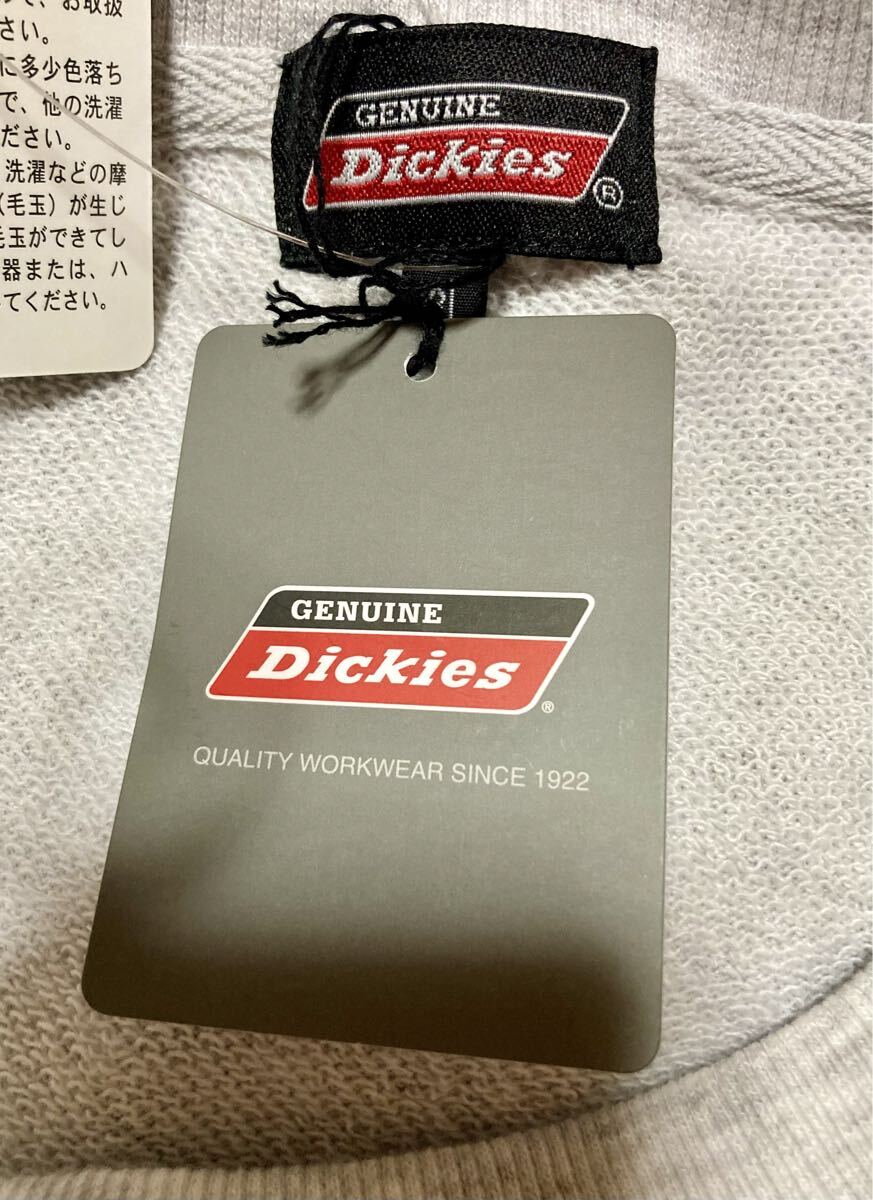 お取扱
さい。
に多少色落ち
で、他の洗濯
ださい。
洗濯などの摩
(毛玉)が生じ
毛玉ができてし
器または、ハ
てください。
GENUINE
Dickies
®
GENUINE
Dickies
®
QUALITY WORKWEAR SINCE 1922